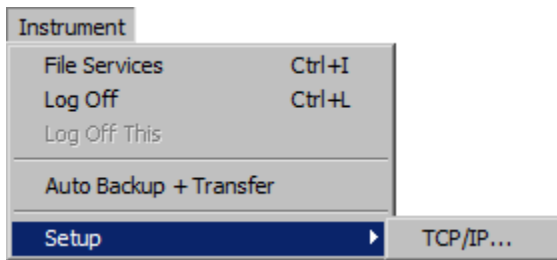 Instrument
File Services Ctrl+I
Log Off Ctrl+L
Log Off This
Auto Backup + Transfer
Setup TCP/IP...